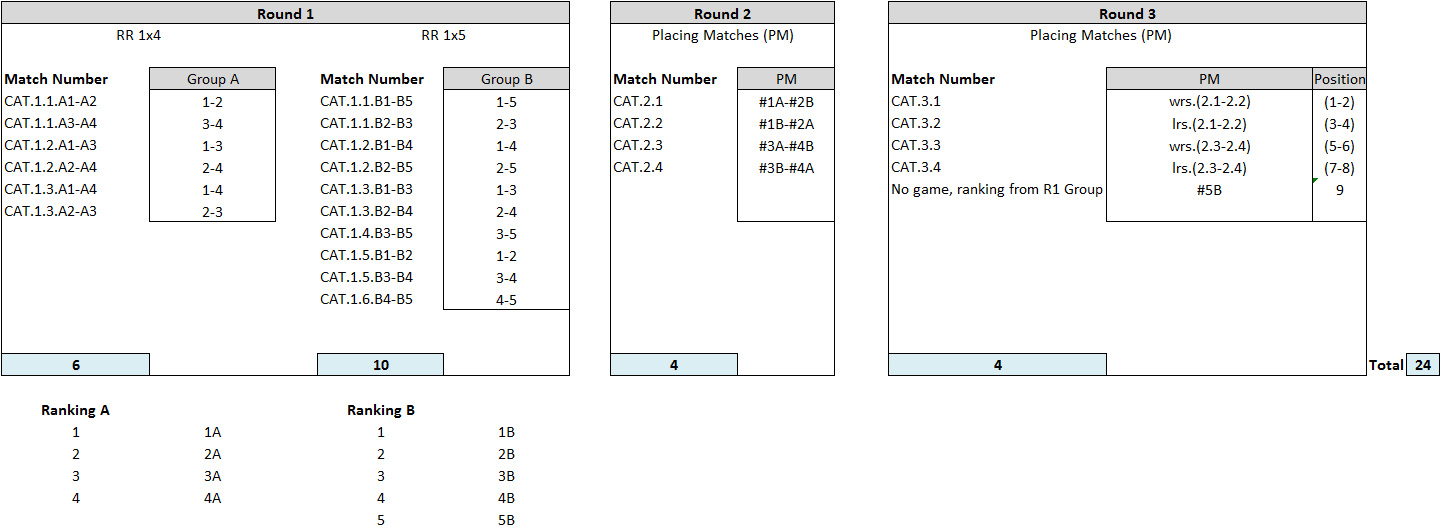 Round 1 Round 2 Round 3
RR 1x4 RR 1x5 Placing Matches (PM) Placing Matches (PM)
Match Number Group A Match Number Group B Match Number PM Match Number PM Position
CAT.1.1.A1-A2 1-2 CAT.1.1.B1-B5 1-5 CAT.2.1 #1A-#2B CAT.3.1 wrs.(2.1-2.2) (1-2)
CAT.1.1.A3-A4 3-4 CAT.1.1.B2-B3 2-3 CAT.2.2 #1B-#2A CAT.3.2 lrs.(2.1-2.2) (3-4)
CAT.1.2.A1-A3 1-3 CAT.1.2.B1-B4 1-4 CAT.2.3 #3A-#4B CAT.3.3 wrs.(2.3-2.4) (5-6)
CAT.1.2.A2-A4 2-4 CAT.1.2.B2-B5 2-5 CAT.2.4 #3B-#4A CAT.3.4 lrs.(2.3-2.4) (7-8)
CAT.1.3.A1-A4 1-4 CAT.1.3.B1-B3 1-3 No game, ranking from R1 Group #5B 9
CAT.1.3.A2-A3 2-3 CAT.1.3.B2-B4 2-4
CAT.1.4.B3-B5 3-5
CAT.1.5.B1-B2 1-2
CAT.1.5.B3-B4 3-4
CAT.1.6.B4-B5 4-5
6 10 4 4 Total 24
Ranking A Ranking B
1 1A 1 1B
2 2A 2 2B
3 3A 3 3B
4 4A 4 4B
5 5B